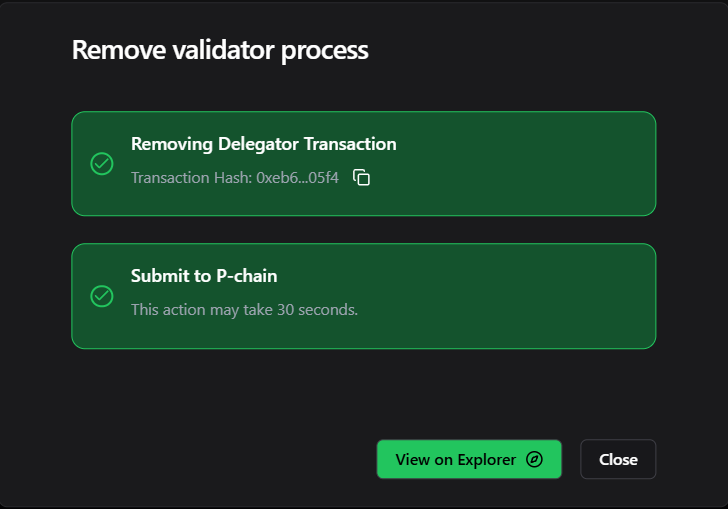 Remove validator process
Removing Delegator Transaction
Transaction Hash: 0xeb6...05f4
Submit to P-chain
This action may take 30 seconds.
View on Explorer
Close